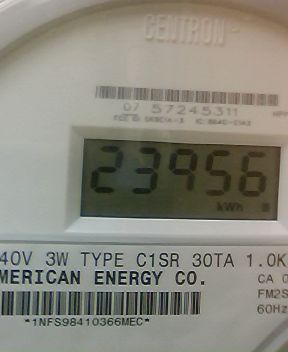 CENTRON
07 57245311
23956
kWh
40V 3W TYPE C1SR 30TA 1.0K
MERICAN ENERGY CO.
CA 0
FM2S
60Hz
*1NFS98410366MEC*